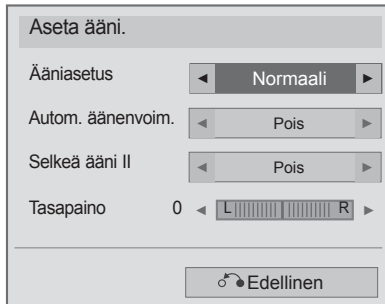 Aseta ääni.
Ääniasetus Normaali
Autom. äänenvoim. Pois
Selkeä ääni II Pois
Tasapaino 0 L R
Edellinen